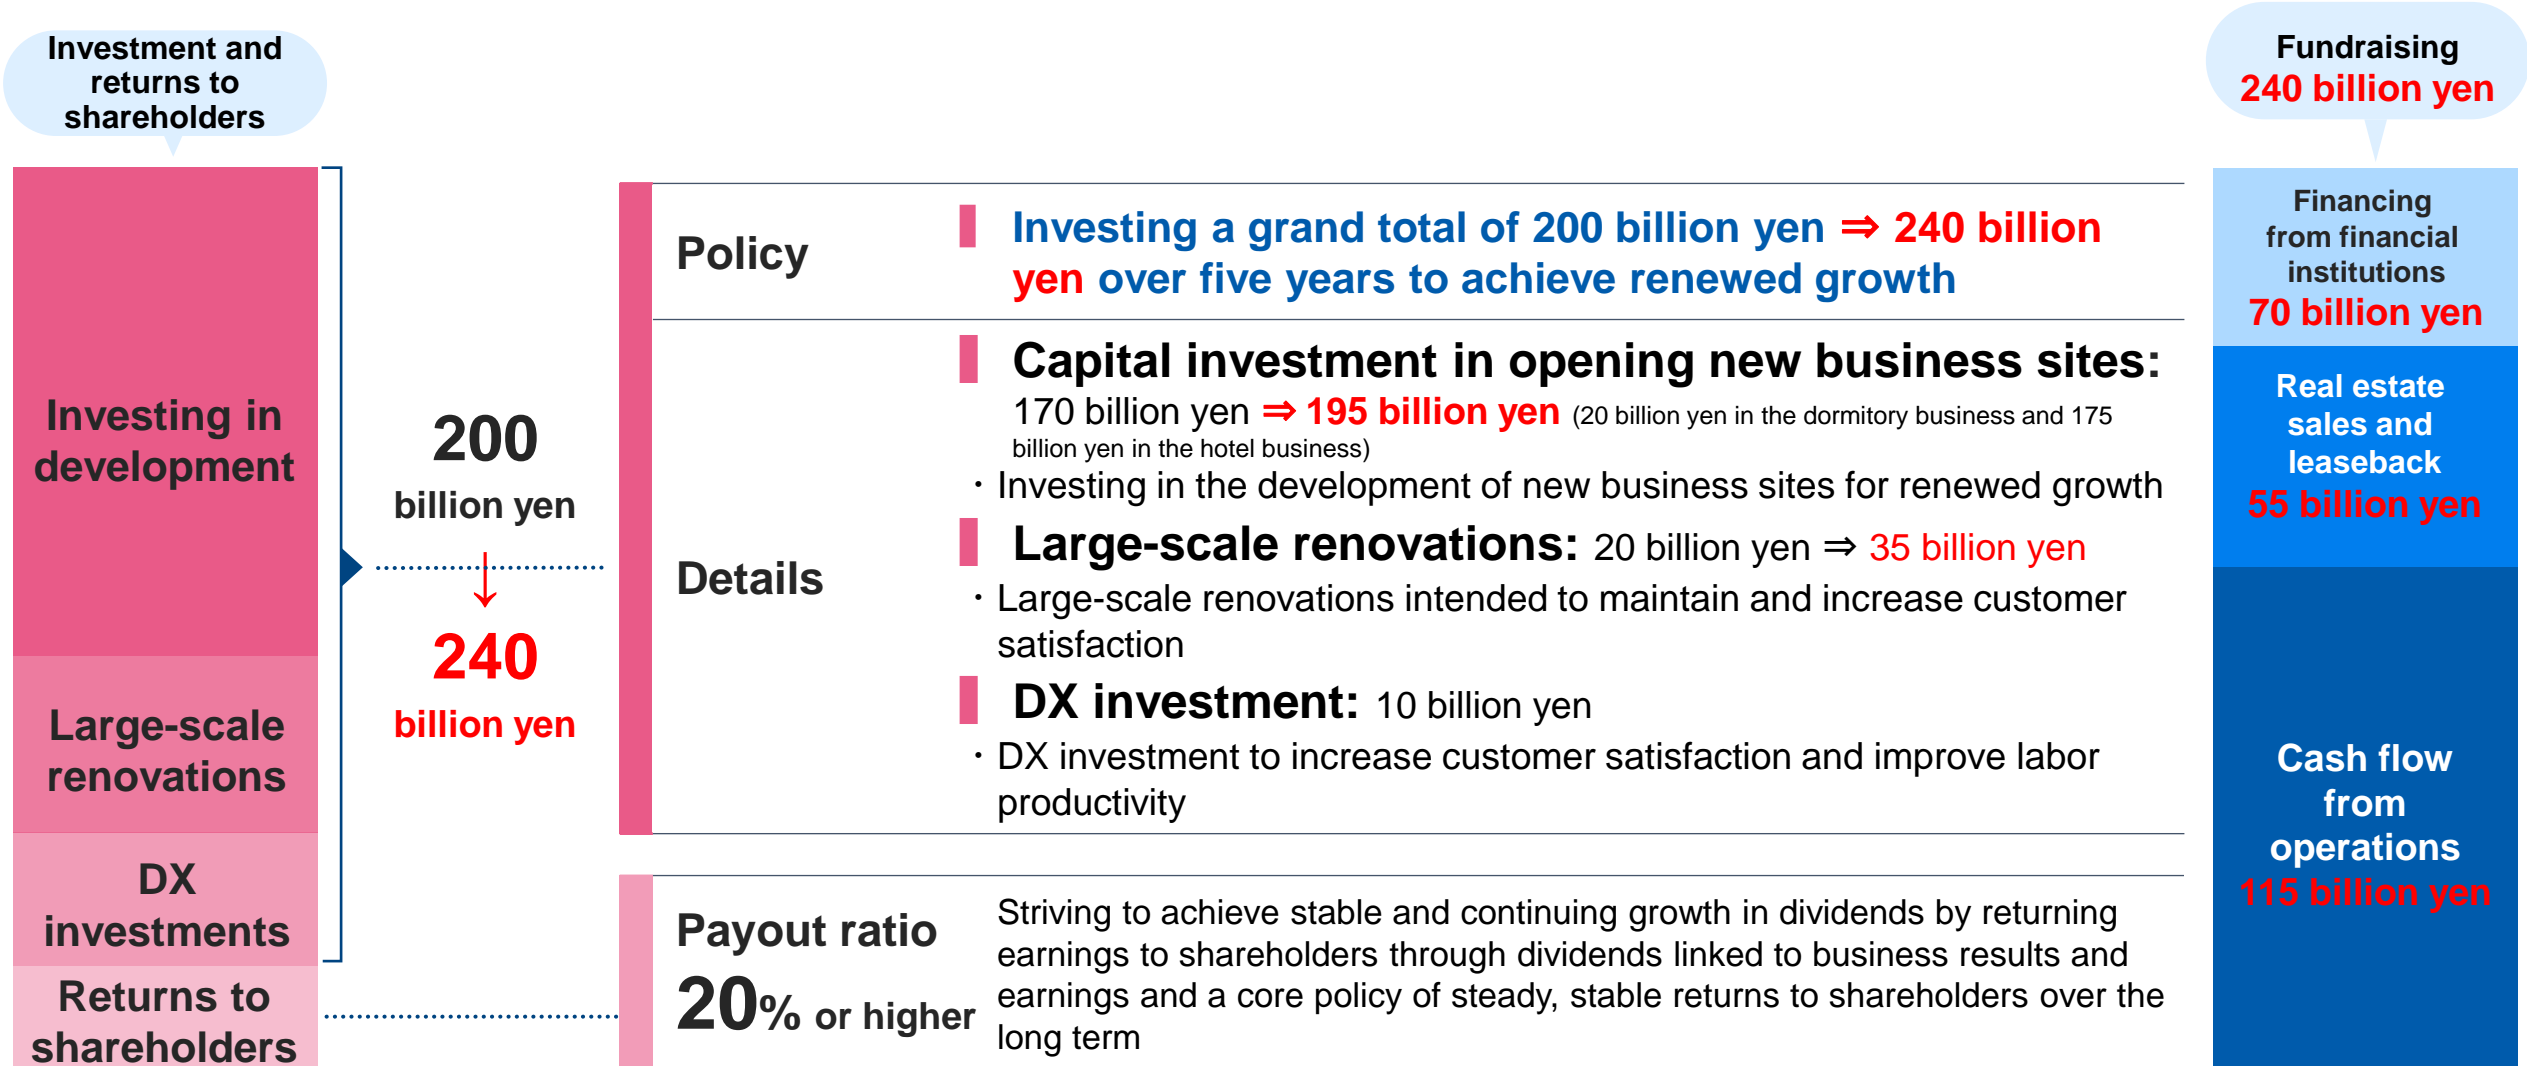 Investment and
returns to
shareholders
Investing in
development
Large-scale
renovations
DX
investments
Returns to
shareholders
200
billion yen
↓
240
billion yen
Policy
Investing a grand total of 200 billion yen ⇒ 240 billion
yen over five years to achieve renewed growth
Details
Capital investment in opening new business sites:
170 billion yen ⇒ 195 billion yen (20 billion yen in the dormitory business and 175
billion yen in the hotel business)
・Investing in the development of new business sites for renewed growth
Large-scale renovations: 20 billion yen ⇒ 35 billion yen
・Large-scale renovations intended to maintain and increase customer
satisfaction
DX investment: 10 billion yen
・DX investment to increase customer satisfaction and improve labor
productivity
Payout ratio
20% or higher
Striving to achieve stable and continuing growth in dividends by returning
earnings to shareholders through dividends linked to business results and
earnings and a core policy of steady, stable returns to shareholders over the
long term
Fundraising
240 billion yen
Financing
from financial
institutions
70 billion yen
Real estate
sales and
leaseback
55 billion yen
Cash flow
from
operations
115 billion yen